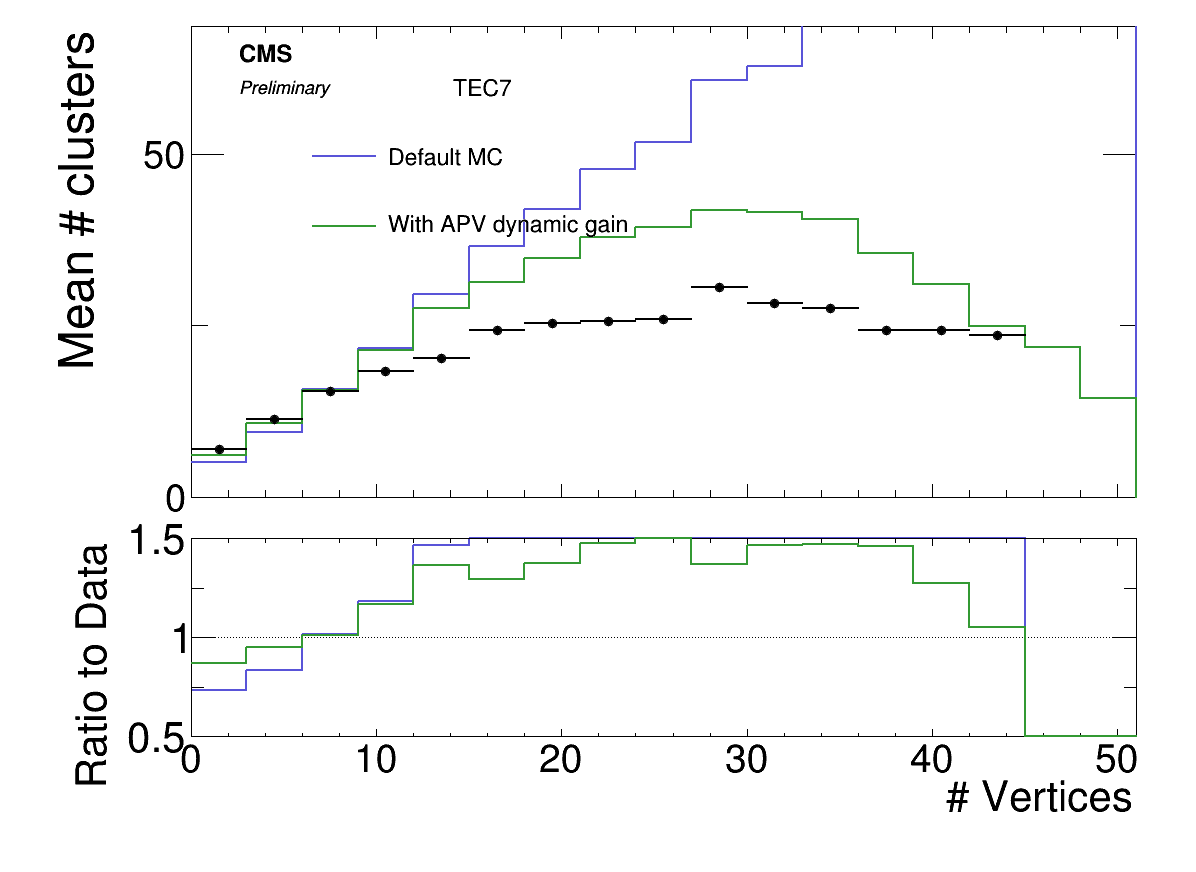 CMS
Preliminary
TEC7
Default MC
With APV dynamic gain
Mean # clusters
50
0
Ratio to Data
1.5
1
0.5
0 10 20 30 40 50
# Vertices